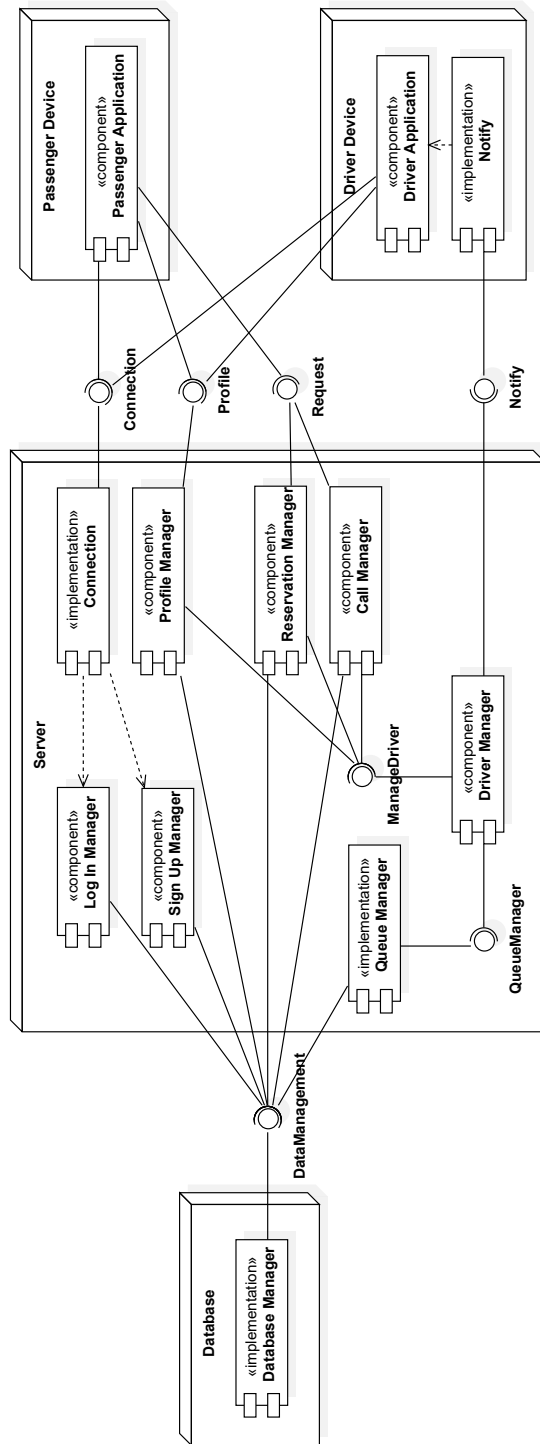 Database
«implementation»
Database Manager
DataManagement
Server
«component»
Log In Manager
«component»
Sign Up Manager
«implementation»
Queue Manager
QueueManager
«implementation»
Connection
«component»
Profile Manager
«component»
Reservation Manager
«component»
Call Manager
ManageDriver
«component»
Driver Manager
Connection
Profile
Request
Notify
Passenger Device
«component»
Passenger Application
Driver Device
«component»
Driver Application
«implementation»
Notify